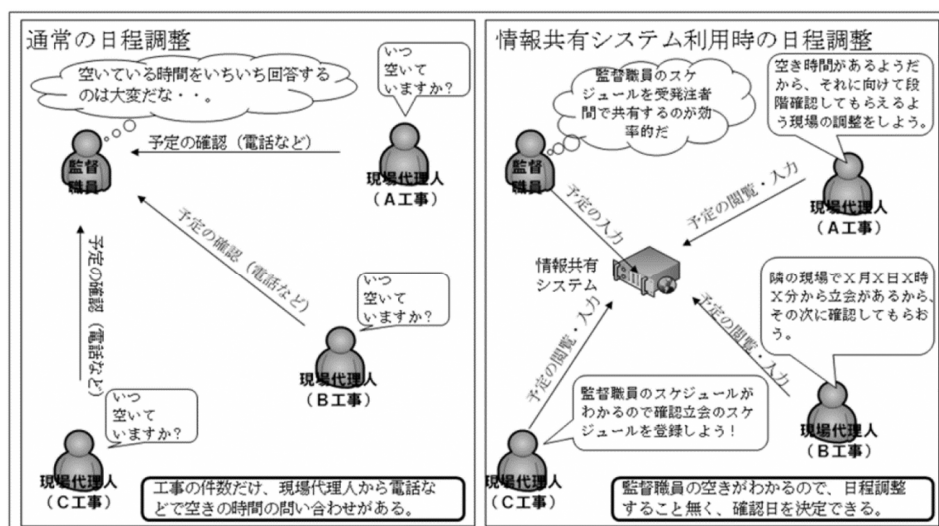 通常の日程調整
空いている時間をいちいち回答する
のは大変だな・・。
いつ
空いて
いますか?
監督
職員
予定の確認（電話など）
現場代理人
（A工事）
予定の確認（電話など）
予定の確認（電話など）
いつ
空いて
いますか?
現場代理人
（B工事）
いつ
空いて
いますか?
現場代理人
（C工事）
工事の件数だけ、現場代理人から電話な
どで空きの時間の問い合わせがある。
情報共有システム利用時の日程調整
監督職員のスケ
ジュールを受発注者
間で共有するのが効
率的だ
空き時間があるようだ
から、それに向けて段
階確認してもらえるよ
う現場の調整をしよう。
監督
職員
予定の入力
予定の閲覧・入力
現場代理人
（A工事）
情報共有
システム
隣の現場でX月X日X時
X分から立会があるから、
その次に確認してもらお
う。
予定の閲覧・入力
予定の閲覧・入力
監督職員のスケジュールが
わかるので確認立会のスケ
ジュールを登録しよう！
現場代理人
（B工事）
現場代理人
（C工事）
監督職員の空きがわかるので、日程調整
すること無く、確認日を決定できる。